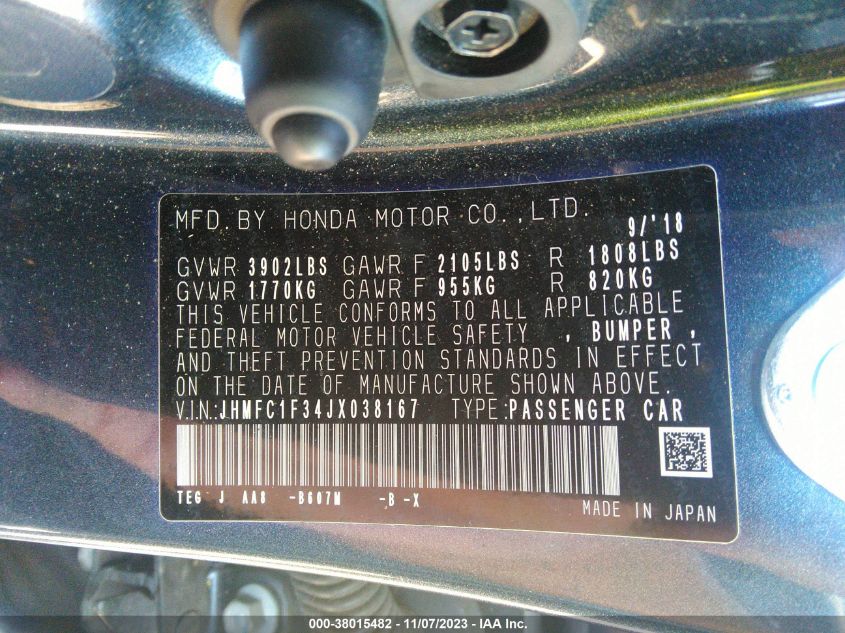 MFD. BY HONDA MOTOR CO., LTD. 9/'18
GVWR 3902LBS GAWR F 2105LBS R 1808LBS
GVWR 1770KG GAWR F 955KG R 820KG
THIS VEHICLE CONFORMS TO ALL APPLICABLE
FEDERAL MOTOR VEHICLE SAFETY , BUMPER ,
AND THEFT PREVENTION STANDARDS IN EFFECT
ON THE DATE OF MANUFACTURE SHOWN ABOVE.
V.I.N.:JHMFC1F34JX038167 TYPE:PASSENGER CAR
TEG J AA8 -B607M -B -X
MADE IN JAPAN
000-38015482 - 11/07/2023 - IAA Inc.